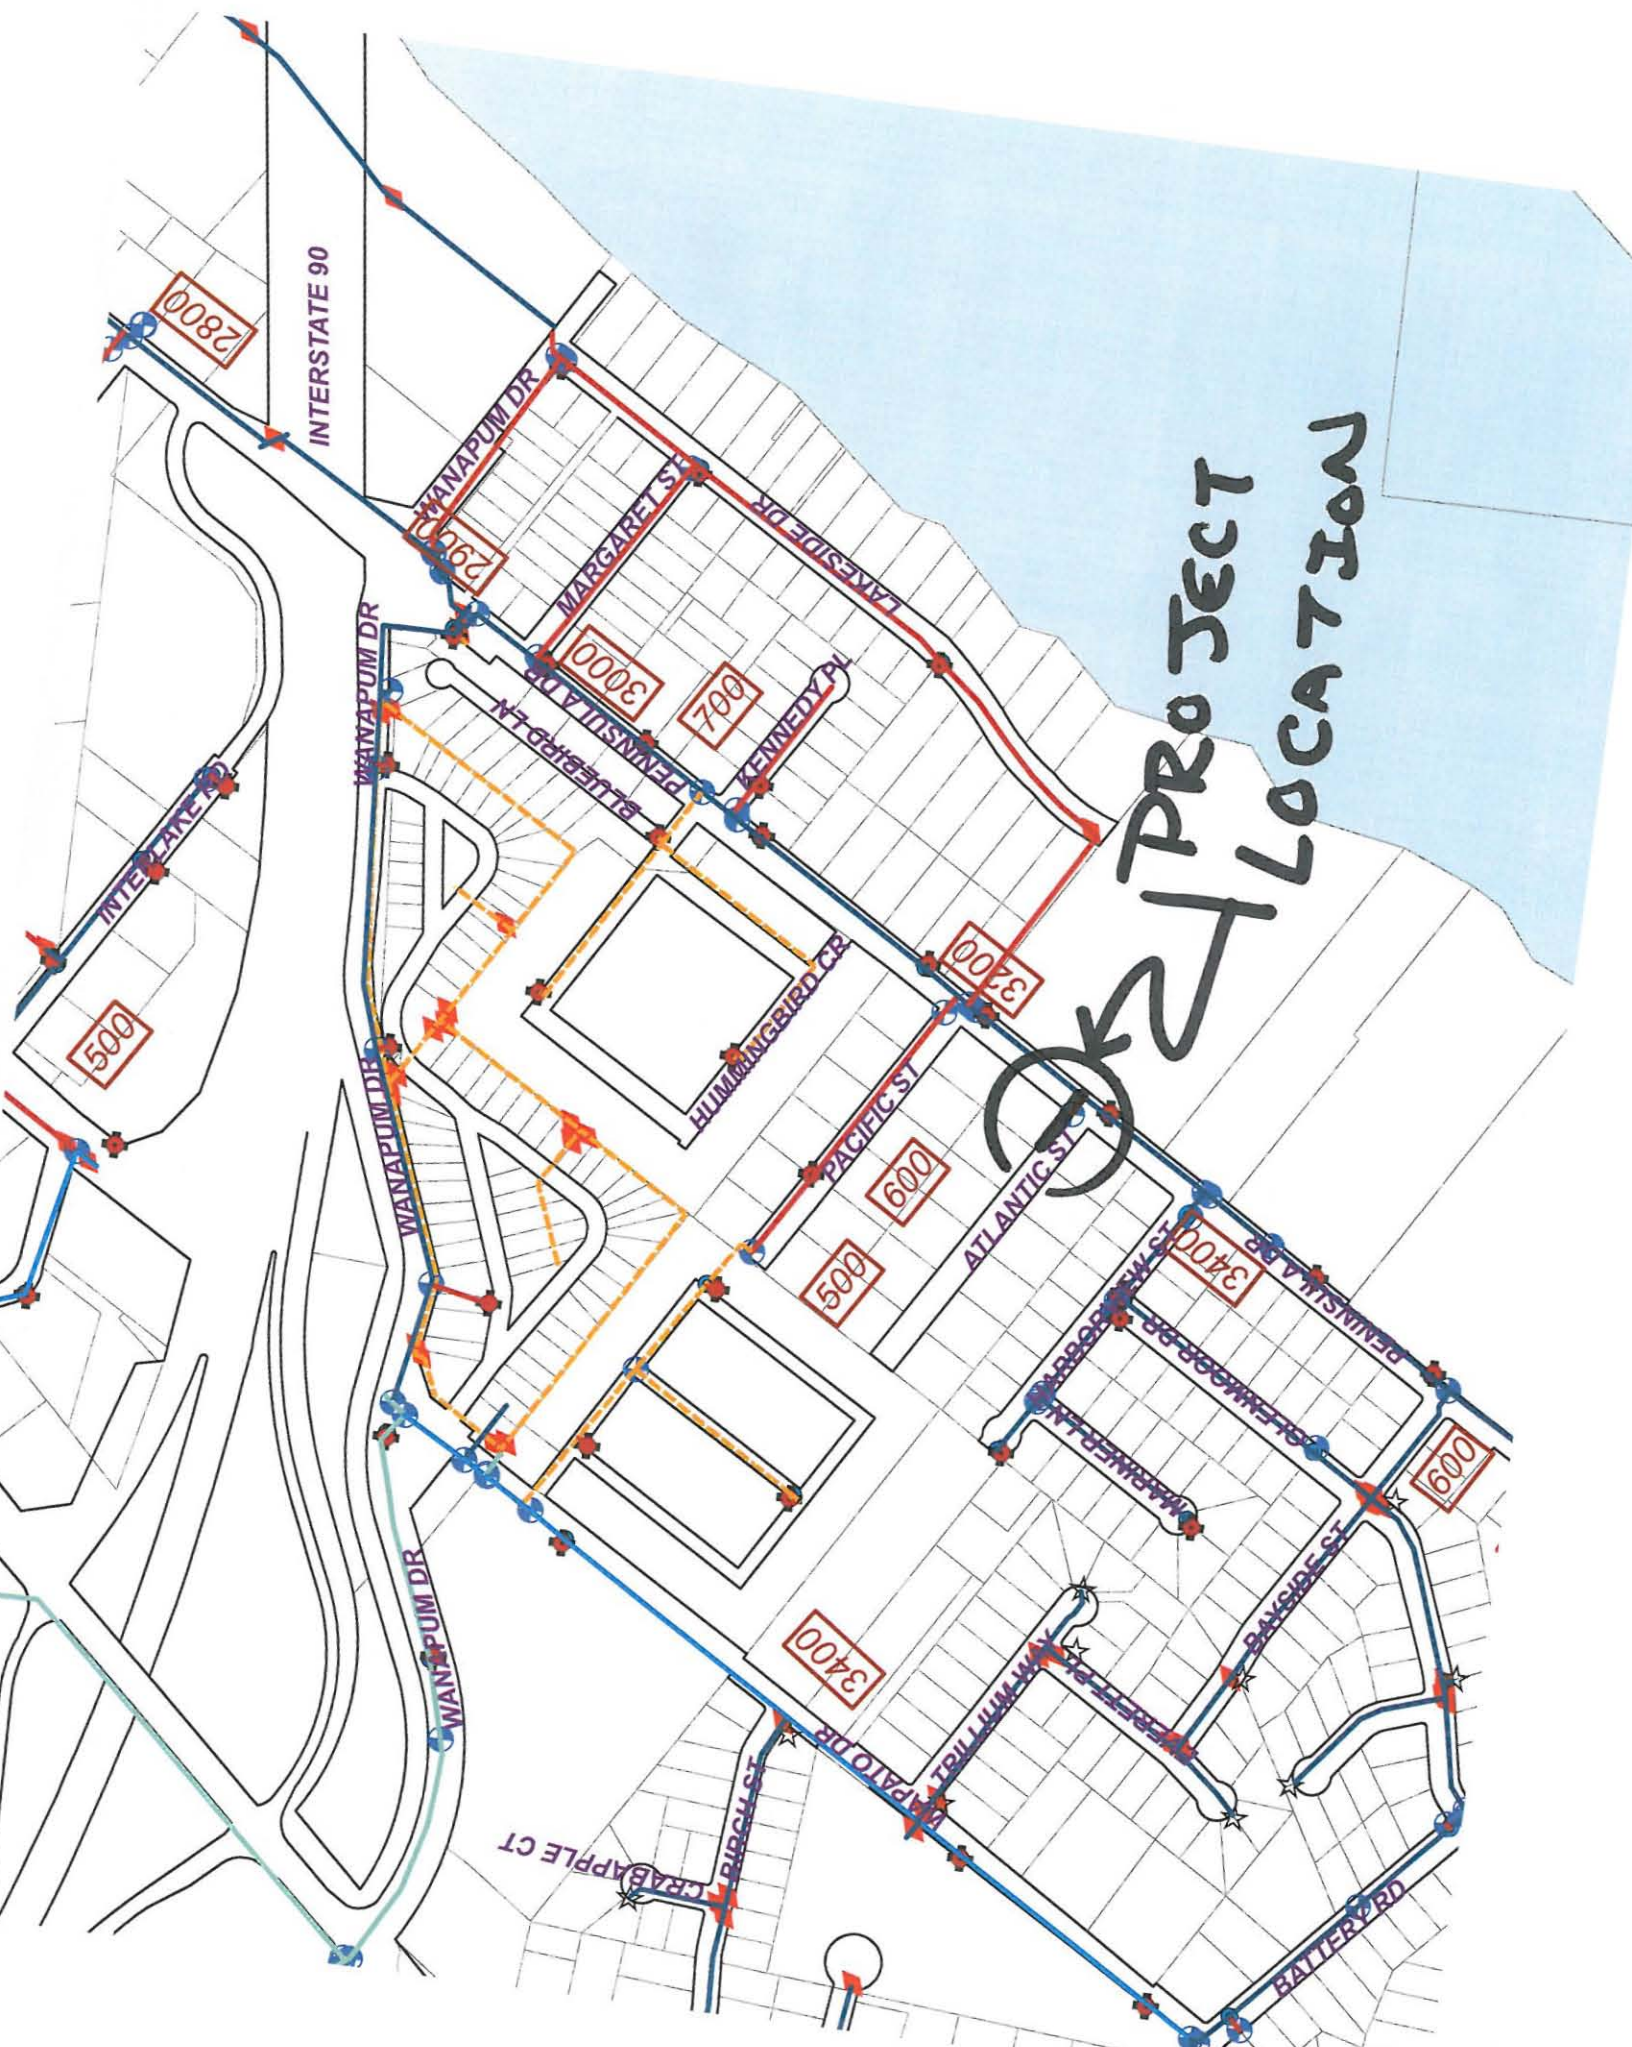 INTERSTATE 90
2800
WANAPUM DR
2900
MARGARET ST
LAKESIDE DR
WANAPUM DR
3000
700
KENNEDY PL
PENINSULA DR
BLUEBIRD LN
INTERLAKE RD
500
PROJECT
LOCATION
3200
HUMMINGBIRD CR
WANAPUM DR
PACIFIC ST
600
500
ATLANTIC ST
HARBORVIEW ST
3400
PENINSULA DR
GLENWOOD DR
MARINER LN
600
BAYSIDE ST
WANAPUM DR
3400
TRILLIUM WAY
EVERETT PL
WAPATO DR
BIRCH ST
CRABAPPLE CT
BATTERY RD